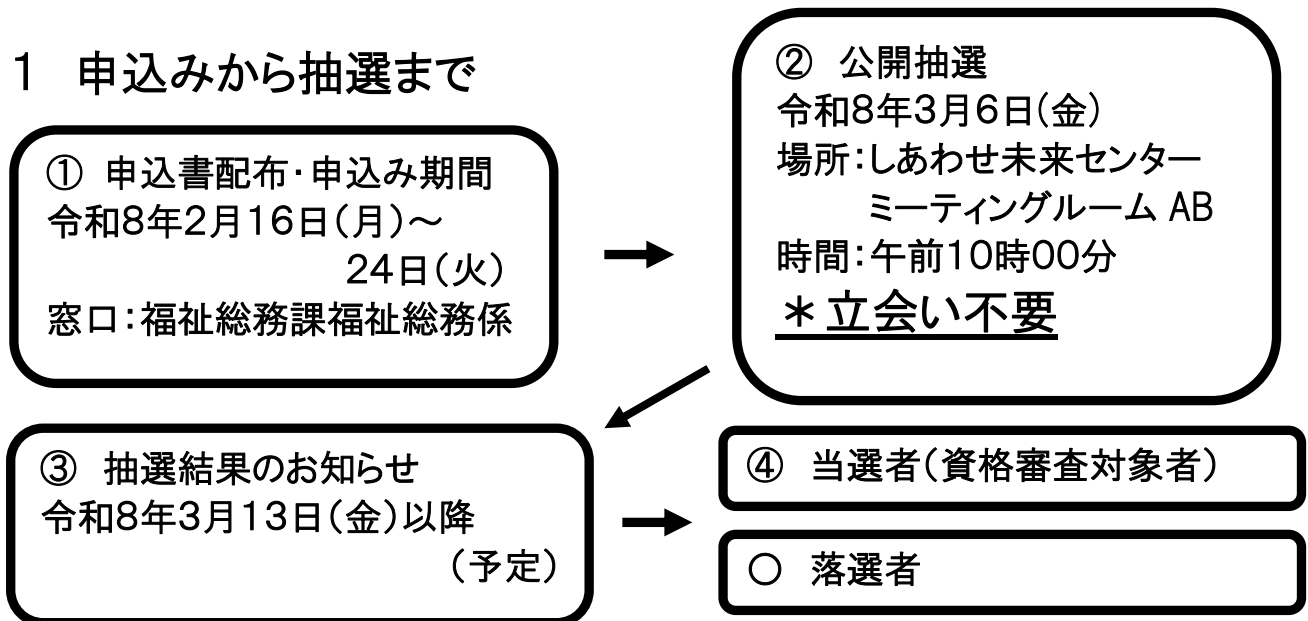 1 申込みから抽選まで
① 申込書配布・申込み期間
令和8年2月16日(月)～
24日(火)
窓口:福祉総務課福祉総務係
② 公開抽選
令和8年3月6日(金)
場所:しあわせ未来センター
ミーティングルーム AB
時間:午前10時00分
＊立会い不要
③ 抽選結果のお知らせ
令和8年3月13日(金)以降
(予定)
④ 当選者(資格審査対象者)
○ 落選者